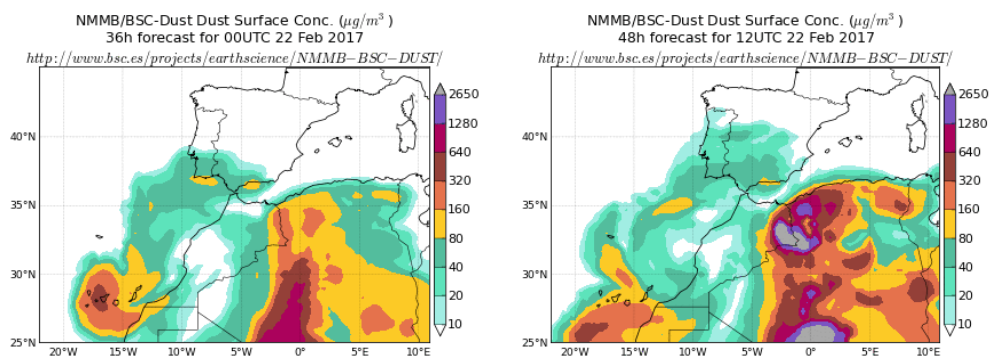 NMMB/BSC-Dust Dust Surface Conc. (μg/m³)
36h forecast for 00UTC 22 Feb 2017
http://www.bsc.es/projects/earthscience/NMMB-BSC-DUST/
40°N
35°N
30°N
25°N
20°W
15°W
10°W
5°W
0°
5°E
10°E
2650
1280
640
320
160
80
40
20
10
NMMB/BSC-Dust Dust Surface Conc. (μg/m³)
48h forecast for 12UTC 22 Feb 2017
http://www.bsc.es/projects/earthscience/NMMB-BSC-DUST/
40°N
35°N
30°N
25°N
20°W
15°W
10°W
5°W
0°
5°E
10°E
2650
1280
640
320
160
80
40
20
10